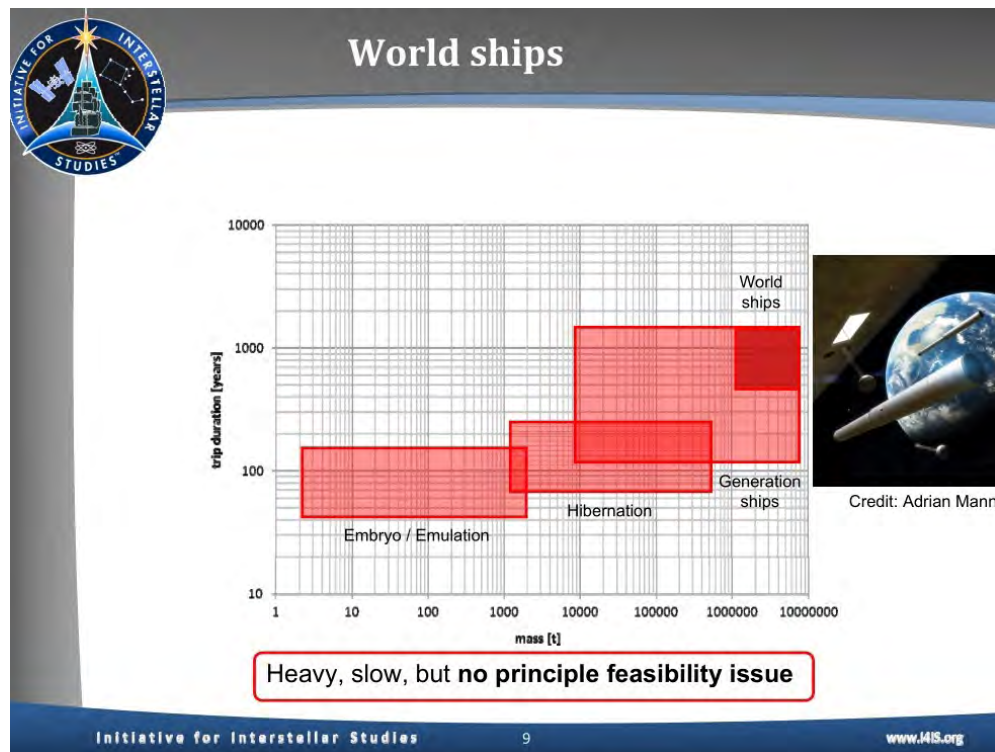 INITIATIVE FOR INTERSTELLAR
STUDIES™
World ships
10000
1000
100
10
trip duration [years]
1
10
100
1000
10000
100000
1000000
10000000
mass [t]
World
ships
Generation
ships
Hibernation
Embryo / Emulation
Credit: Adrian Mann
Heavy, slow, but no principle feasibility issue
Initiative for Interstellar Studies
9
www.I4IS.org